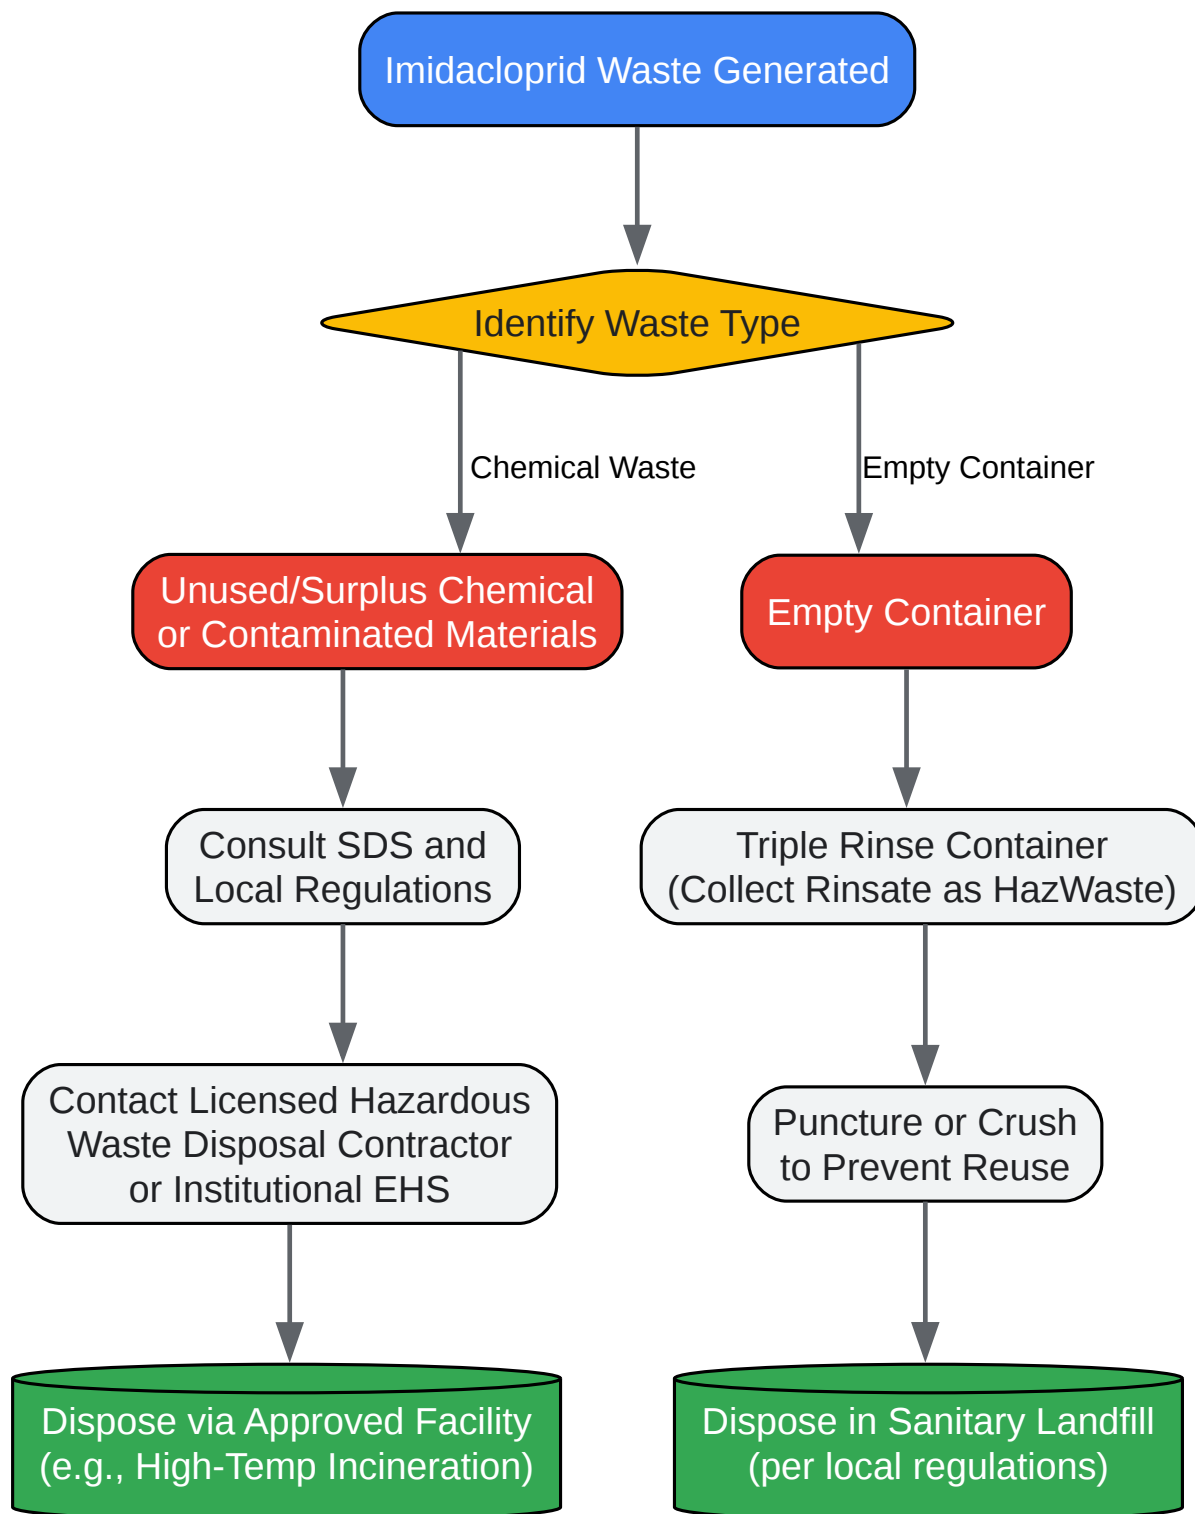 Imidacloprid Waste Generated
Identify Waste Type
Chemical Waste
Empty Container
Unused/Surplus Chemical
or Contaminated Materials
Empty Container
Consult SDS and
Local Regulations
Triple Rinse Container
(Collect Rinsate as HazWaste)
Contact Licensed Hazardous
Waste Disposal Contractor
or Institutional EHS
Puncture or Crush
to Prevent Reuse
Dispose via Approved Facility
(e.g., High-Temp Incineration)
Dispose in Sanitary Landfill
(per local regulations)